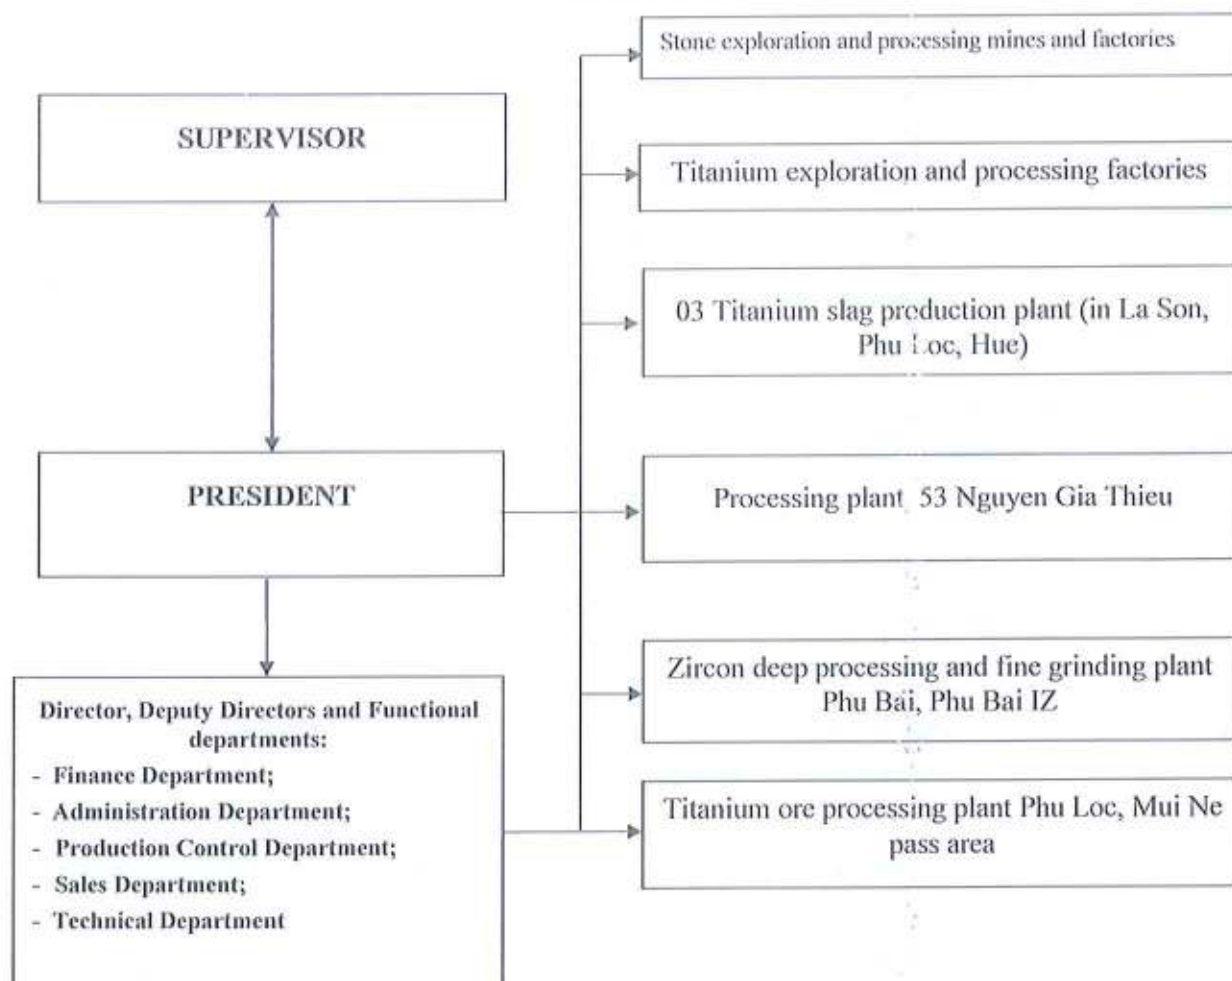 SUPERVISOR
PRESIDENT
Director, Deputy Directors and Functional
departments:
- Finance Department;
- Administration Department;
- Production Control Department;
- Sales Department;
- Technical Department
Stone exploration and processing mines and factories
Titanium exploration and processing factories
03 Titanium slag production plant (in La Son,
Phu Loc, Hue)
Processing plant 53 Nguyen Gia Thieu
Zircon deep processing and fine grinding plant
Phu Bai, Phu Bai IZ
Titanium ore processing plant Phu Loc, Mui Ne
pass area